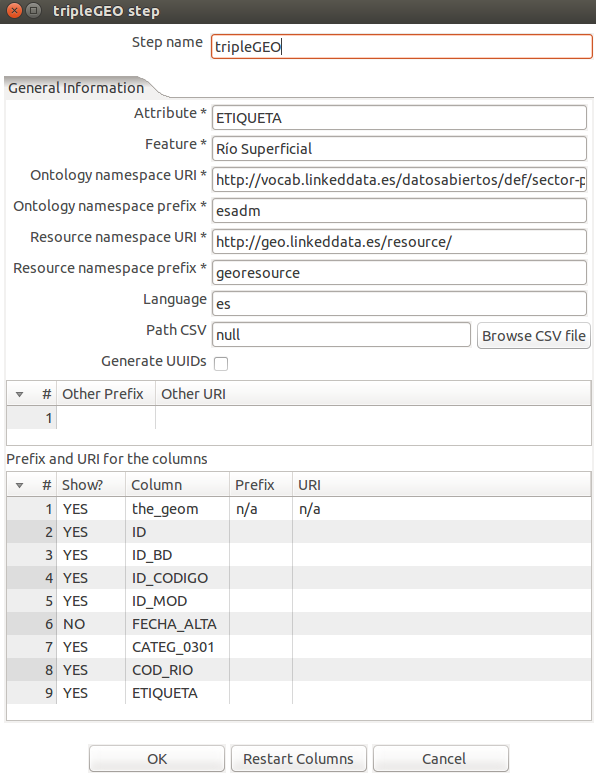 tripleGEO step
Step name tripleGEO
General Information
Attribute * ETIQUETA
Feature * Río Superficial
Ontology namespace URI * http://vocab.linkeddata.es/datosabiertos/def/sector-p
Ontology namespace prefix * esadm
Resource namespace URI * http://geo.linkeddata.es/resource/
Resource namespace prefix * georesource
Language es
Path CSV null Browse CSV file
Generate UUIDs
# Other Prefix Other URI
1
Prefix and URI for the columns
# Show? Column Prefix URI
1 YES the_geom n/a n/a
2 YES ID
3 YES ID_BD
4 YES ID_CODIGO
5 YES ID_MOD
6 NO FECHA_ALTA
7 YES CATEG_0301
8 YES COD_RIO
9 YES ETIQUETA
OK Restart Columns Cancel